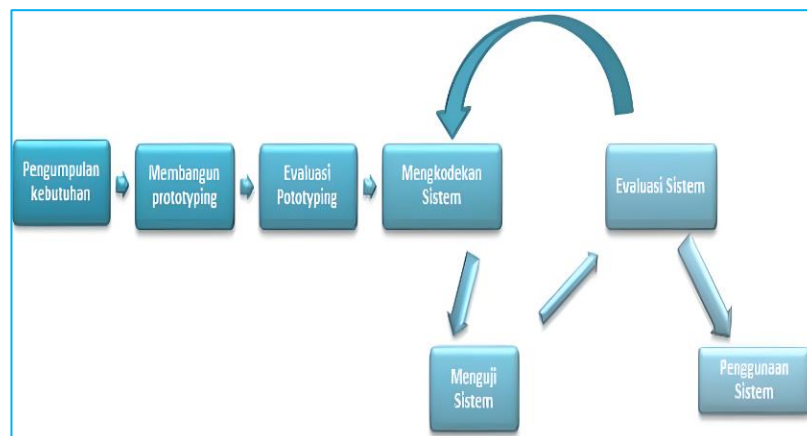 Pengumpulan
kebutuhan
Membangun
prototyping
Evaluasi
Pototyping
Mengkodekan
Sistem
Evaluasi Sistem
Menguji
Sistem
Penggunaan
Sistem